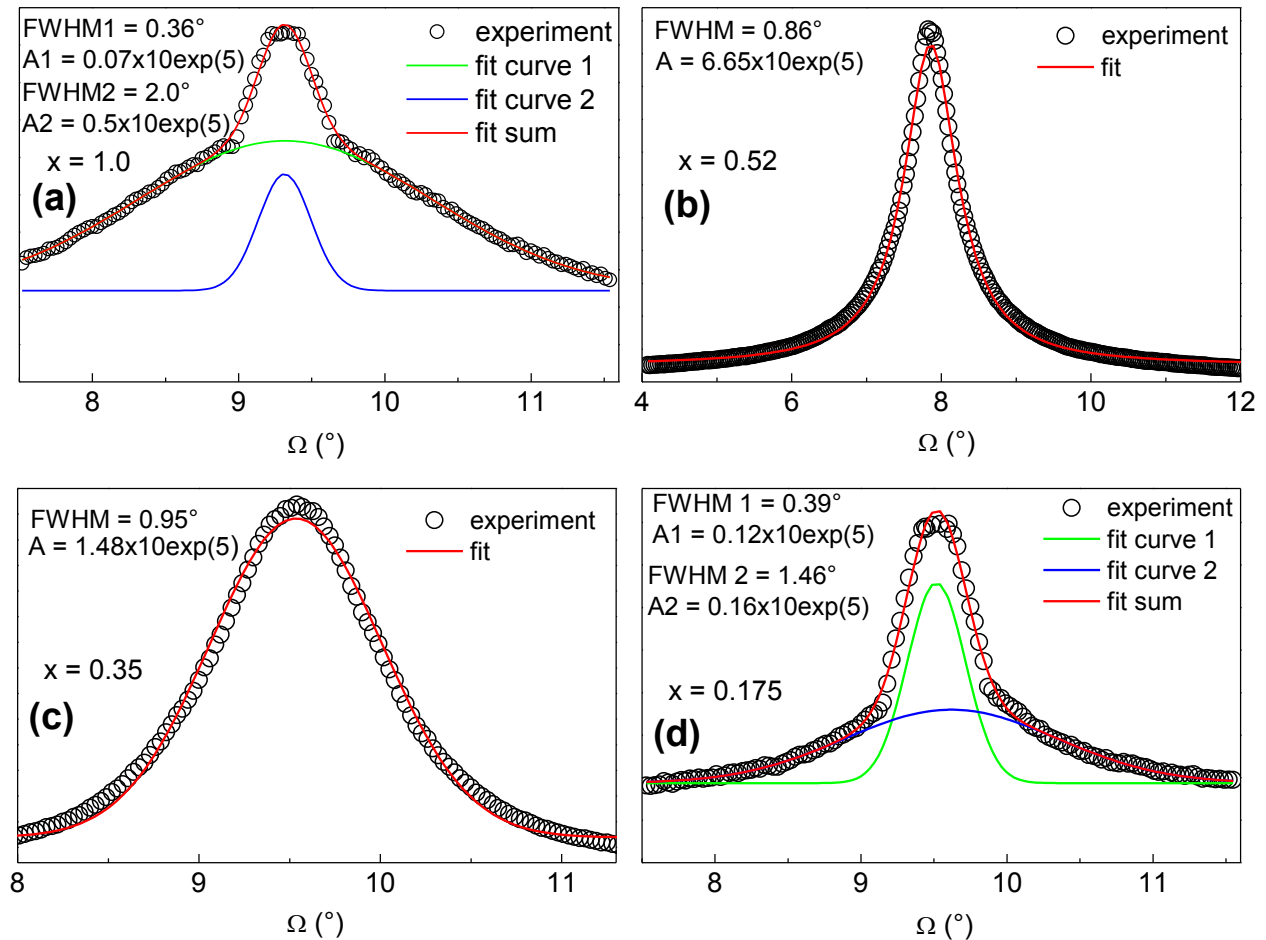 FWHM1 = 0.36°
A1 = 0.07x10exp(5)
FWHM2 = 2.0°
A2 = 0.5x10exp(5)
x = 1.0
(a)
experiment
fit curve 1
fit curve 2
fit sum
8 9 10 11
Ω (°)
FWHM = 0.86°
A = 6.65x10exp(5)
experiment
fit
x = 0.52
(b)
4 6 8 10 12
Ω (°)
FWHM = 0.95°
A = 1.48x10exp(5)
experiment
fit
x = 0.35
(c)
8 9 10 11
Ω (°)
FWHM 1 = 0.39°
A1 = 0.12x10exp(5)
FWHM 2 = 1.46°
A2 = 0.16x10exp(5)
experiment
fit curve 1
fit curve 2
fit sum
x = 0.175
(d)
8 9 10 11
Ω (°)